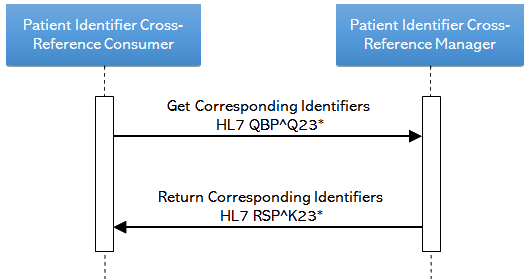 Patient Identifier Cross-
Reference Consumer
Patient Identifier Cross-
Reference Manager
Get Corresponding Identifiers
HL7 QBP^Q23*
Return Corresponding Identifiers
HL7 RSP^K23*